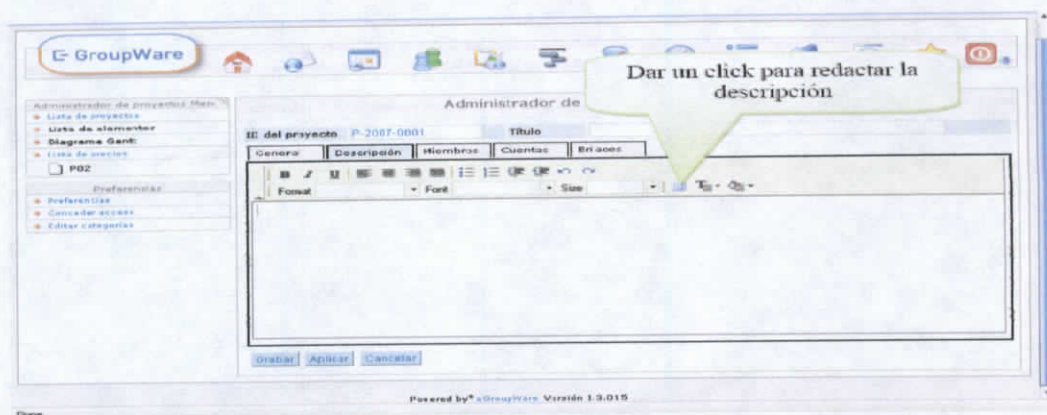 E- GroupWare
Dar un click para redactar la
descripción
Administrador de proyectos Men
Lista de proyectos
Lista de elementos
Diagrama Gantt
Lista de precios
P02
Preferencias
Preferencias
Conceder acceso
Editar categorías
Administrador de
ID del proyecto P-2007-0001 Título
General Descripción Miembros Cuentas Enlaces
B I U
Format Font Size
Grabar Aplicar Cancelar
Powered by eGroupWare Versión 1.3.015
Done